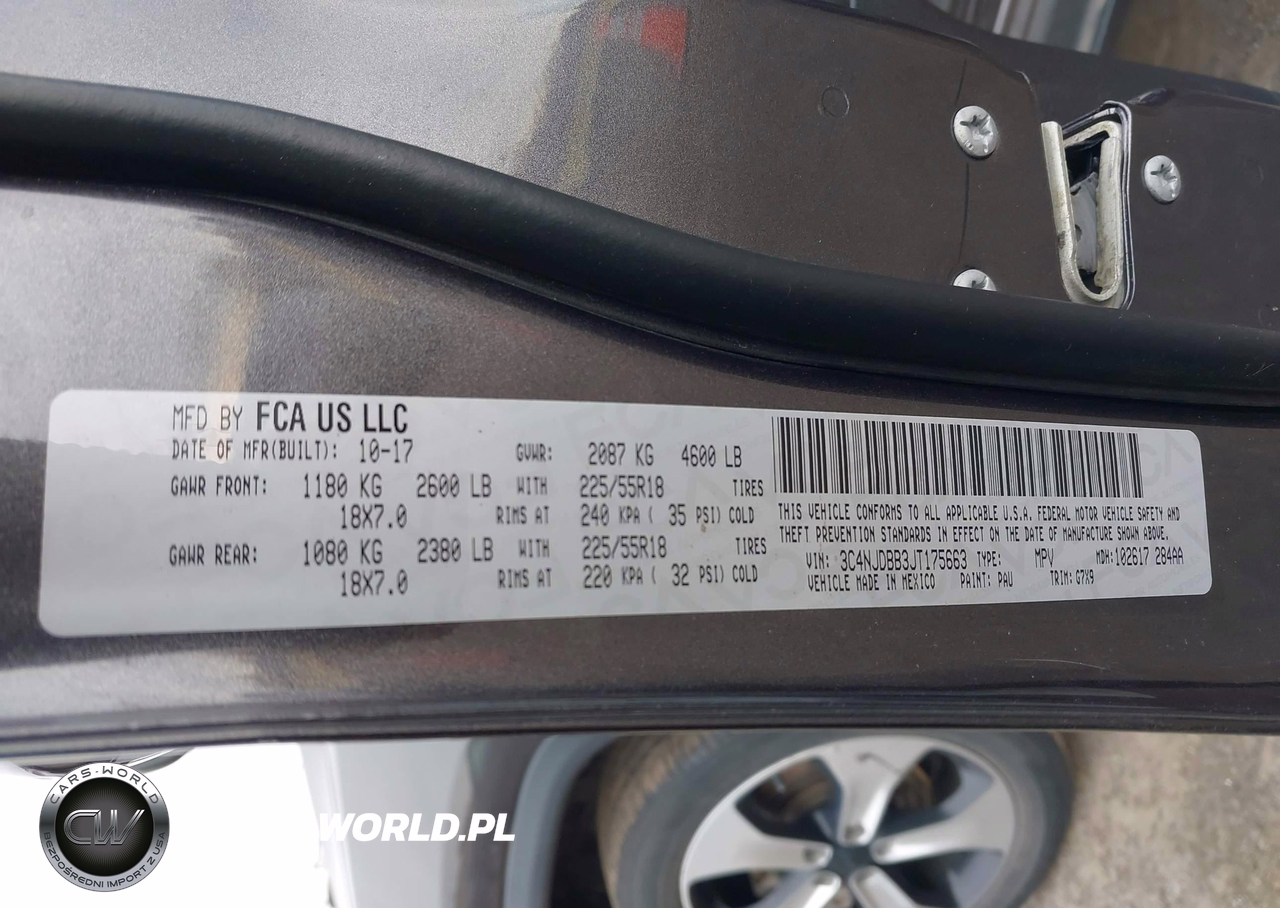 MFD BY FCA US LLC
DATE OF MFR(BUILT): 10-17 GVWR: 2087 KG 4600 LB
GAWR FRONT: 1180 KG 2600 LB WITH 225/55R18 TIRES
18X7.0 RIMS AT 240 KPA ( 35 PSI) COLD
GAWR REAR: 1080 KG 2380 LB WITH 225/55R18 TIRES
18X7.0 RIMS AT 220 KPA ( 32 PSI) COLD
THIS VEHICLE CONFORMS TO ALL APPLICABLE U.S.A. FEDERAL MOTOR VEHICLE SAFETY AND
THEFT PREVENTION STANDARDS IN EFFECT ON THE DATE OF MANUFACTURE SHOWN ABOVE.
VIN: 3C4NJDBB3JT175663 TYPE: MPV MDH: 102617 284AA
VEHICLE MADE IN MEXICO PAINT: PAU TRIM: G7X9
CARS-WORLD
CW
BEZPOŚREDNI IMPORT Z USA
WORLD.PL